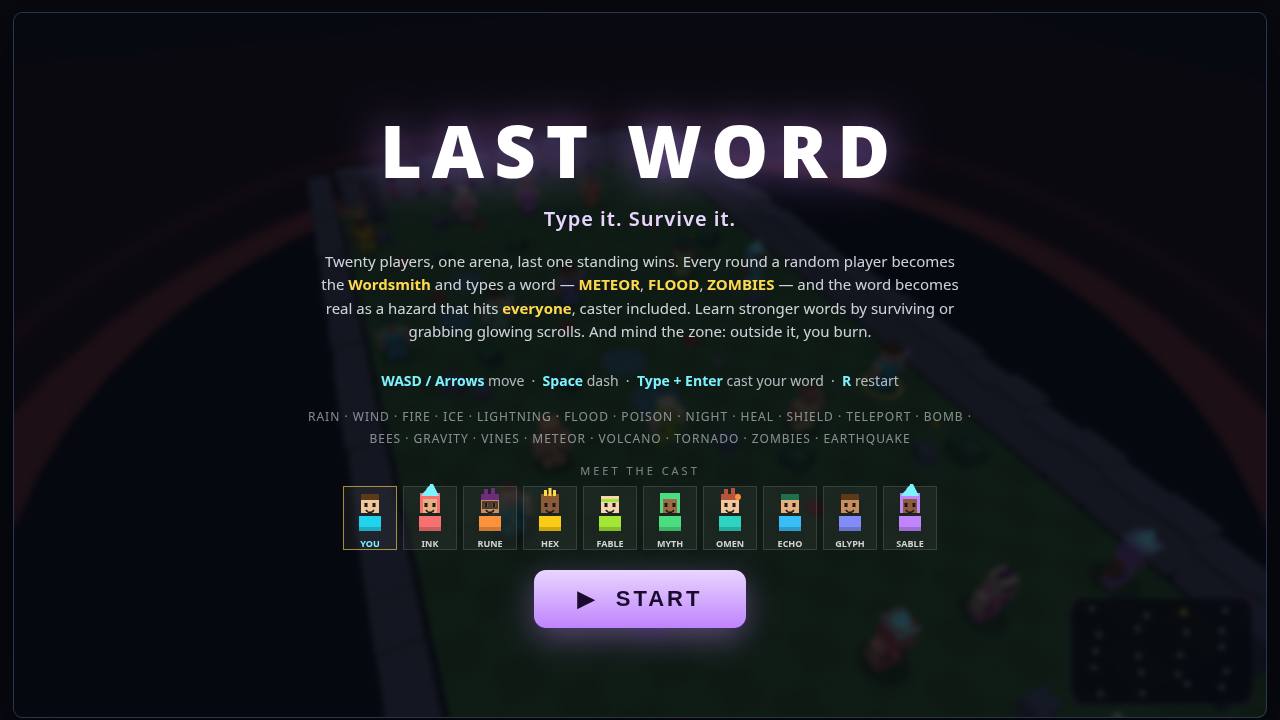 LAST WORD
Type it. Survive it.
Twenty players, one arena, last one standing wins. Every round a random player becomes
the Wordsmith and types a word — METEOR, FLOOD, ZOMBIES — and the word becomes
real as a hazard that hits everyone, caster included. Learn stronger words by surviving or
grabbing glowing scrolls. And mind the zone: outside it, you burn.
WASD / Arrows move · Space dash · Type + Enter cast your word · R restart
RAIN · WIND · FIRE · ICE · LIGHTNING · FLOOD · POISON · NIGHT · HEAL · SHIELD · TELEPORT · BOMB ·
BEES · GRAVITY · VINES · METEOR · VOLCANO · TORNADO · ZOMBIES · EARTHQUAKE
MEET THE CAST
YOU INK RUNE HEX FABLE MYTH OMEN ECHO GLYPH SABLE
▶ START